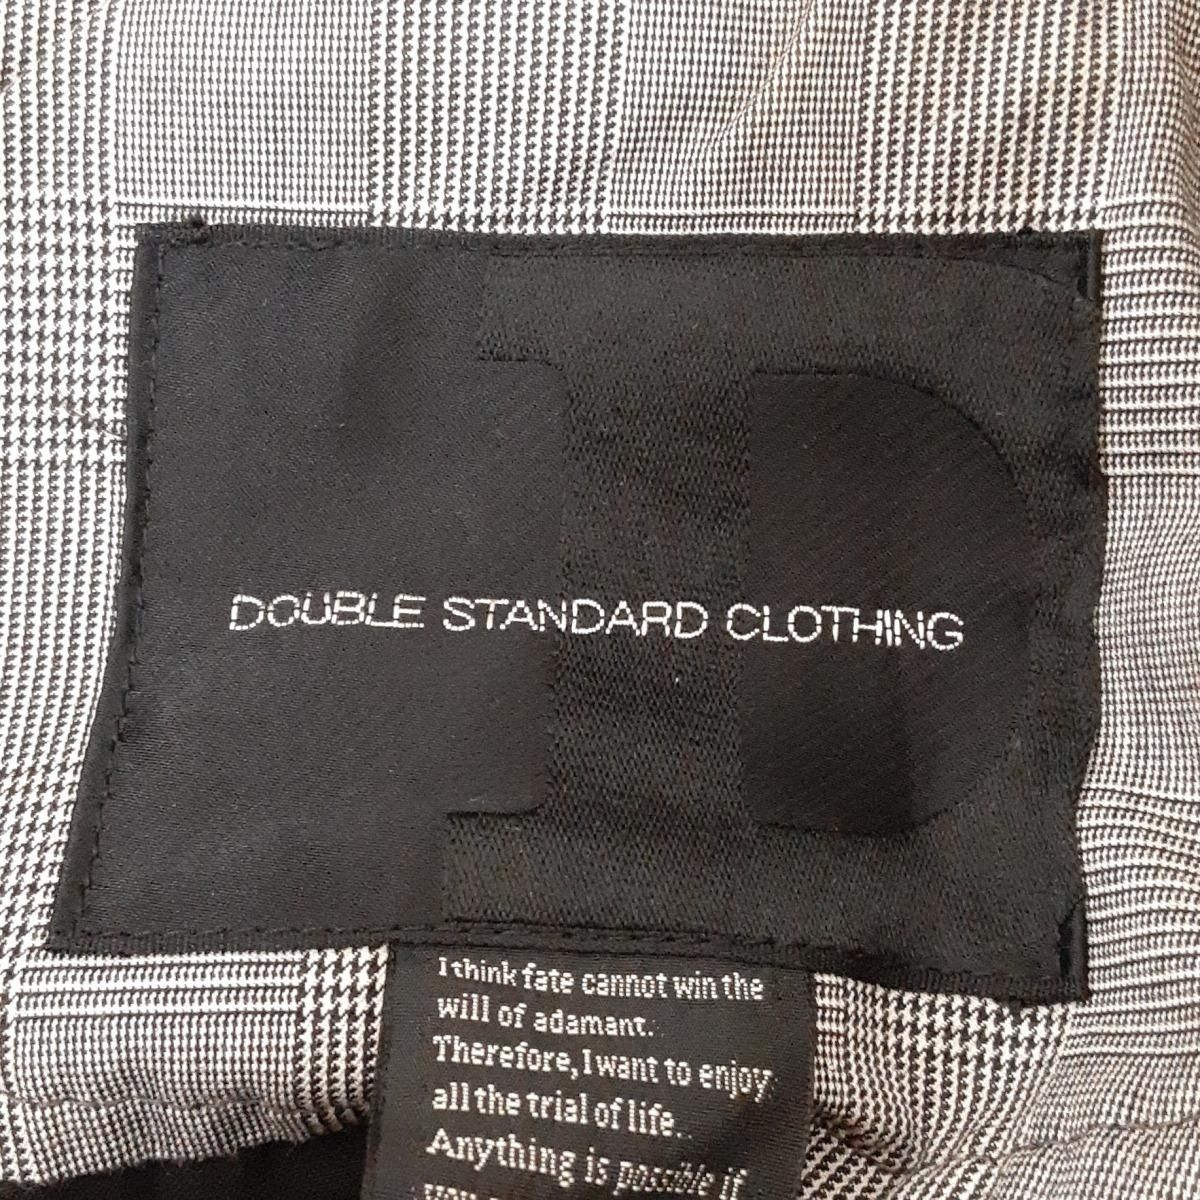 DOUBLE STANDARD CLOTHING
I think fate cannot win the
will of adamant.
Therefore, I want to enjoy
all the trial of life..
Anything is possible if